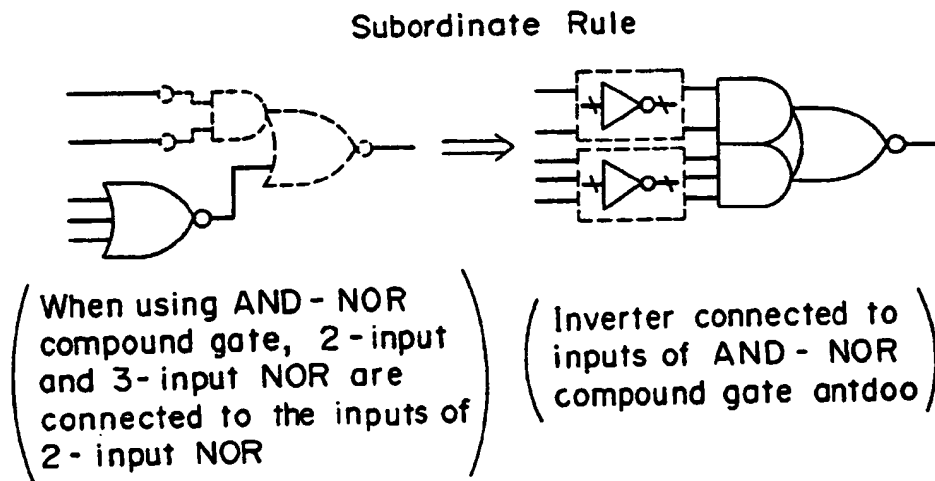 Subordinate Rule
When using AND-NOR
compound gate, 2-input
and 3-input NOR are
connected to the inputs of
2-input NOR
Inverter connected to
inputs of AND-NOR
compound gate antdoo